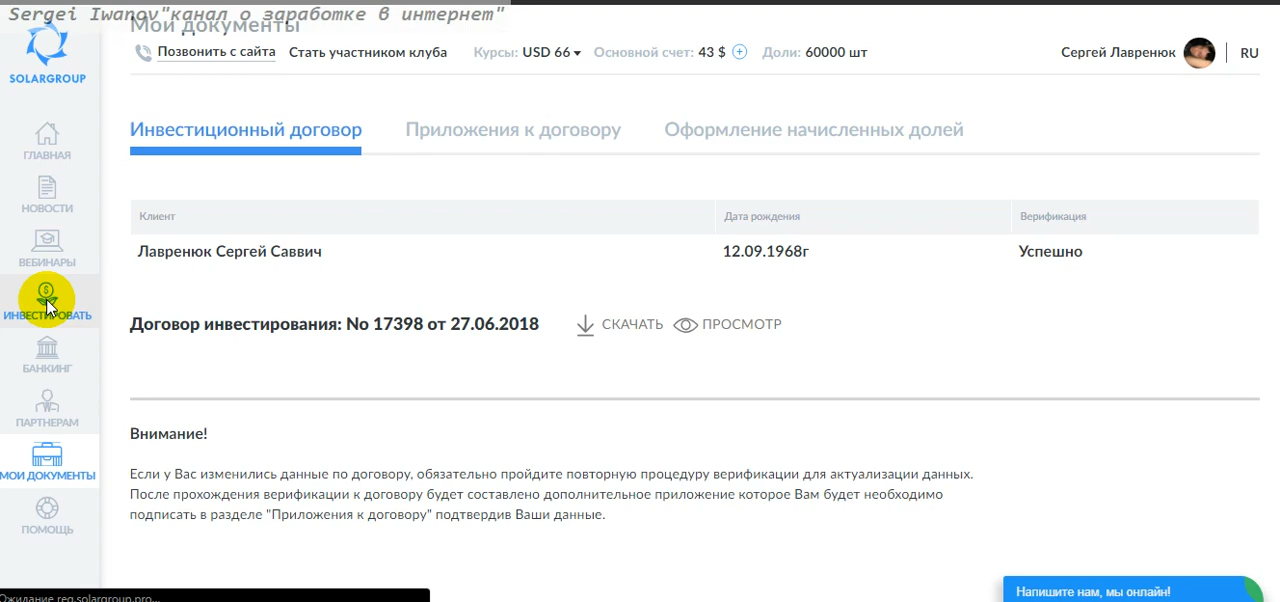 Sergei Iwanov"канал о заработке в интернет"
Мои документы
SOLARGROUP
Позвонить с сайта Стать участником клуба Курсы: USD 66 Основной счет: 43 $ Доли: 60000 шт Сергей Лавренюк RU
Инвестиционный договор Приложения к договору Оформление начисленных долей
ГЛАВНАЯ
НОВОСТИ
ВЕБИНАРЫ
ИНВЕСТИРОВАТЬ
БАНКИНГ
ПАРТНЕРАМ
МОИ ДОКУМЕНТЫ
ПОМОЩЬ
Клиент Дата рождения Верификация
Лавренюк Сергей Саввич 12.09.1968г Успешно
Договор инвестирования: No 17398 от 27.06.2018 СКАЧАТЬ ПРОСМОТР
Внимание!
Если у Вас изменились данные по договору, обязательно пройдите повторную процедуру верификации для актуализации данных.
После прохождения верификации к договору будет составлено дополнительное приложение которое Вам будет необходимо
подписать в разделе "Приложения к договору" подтвердив Ваши данные.
Напишите нам, мы онлайн!
Ожидание reg.solargroup.pro...